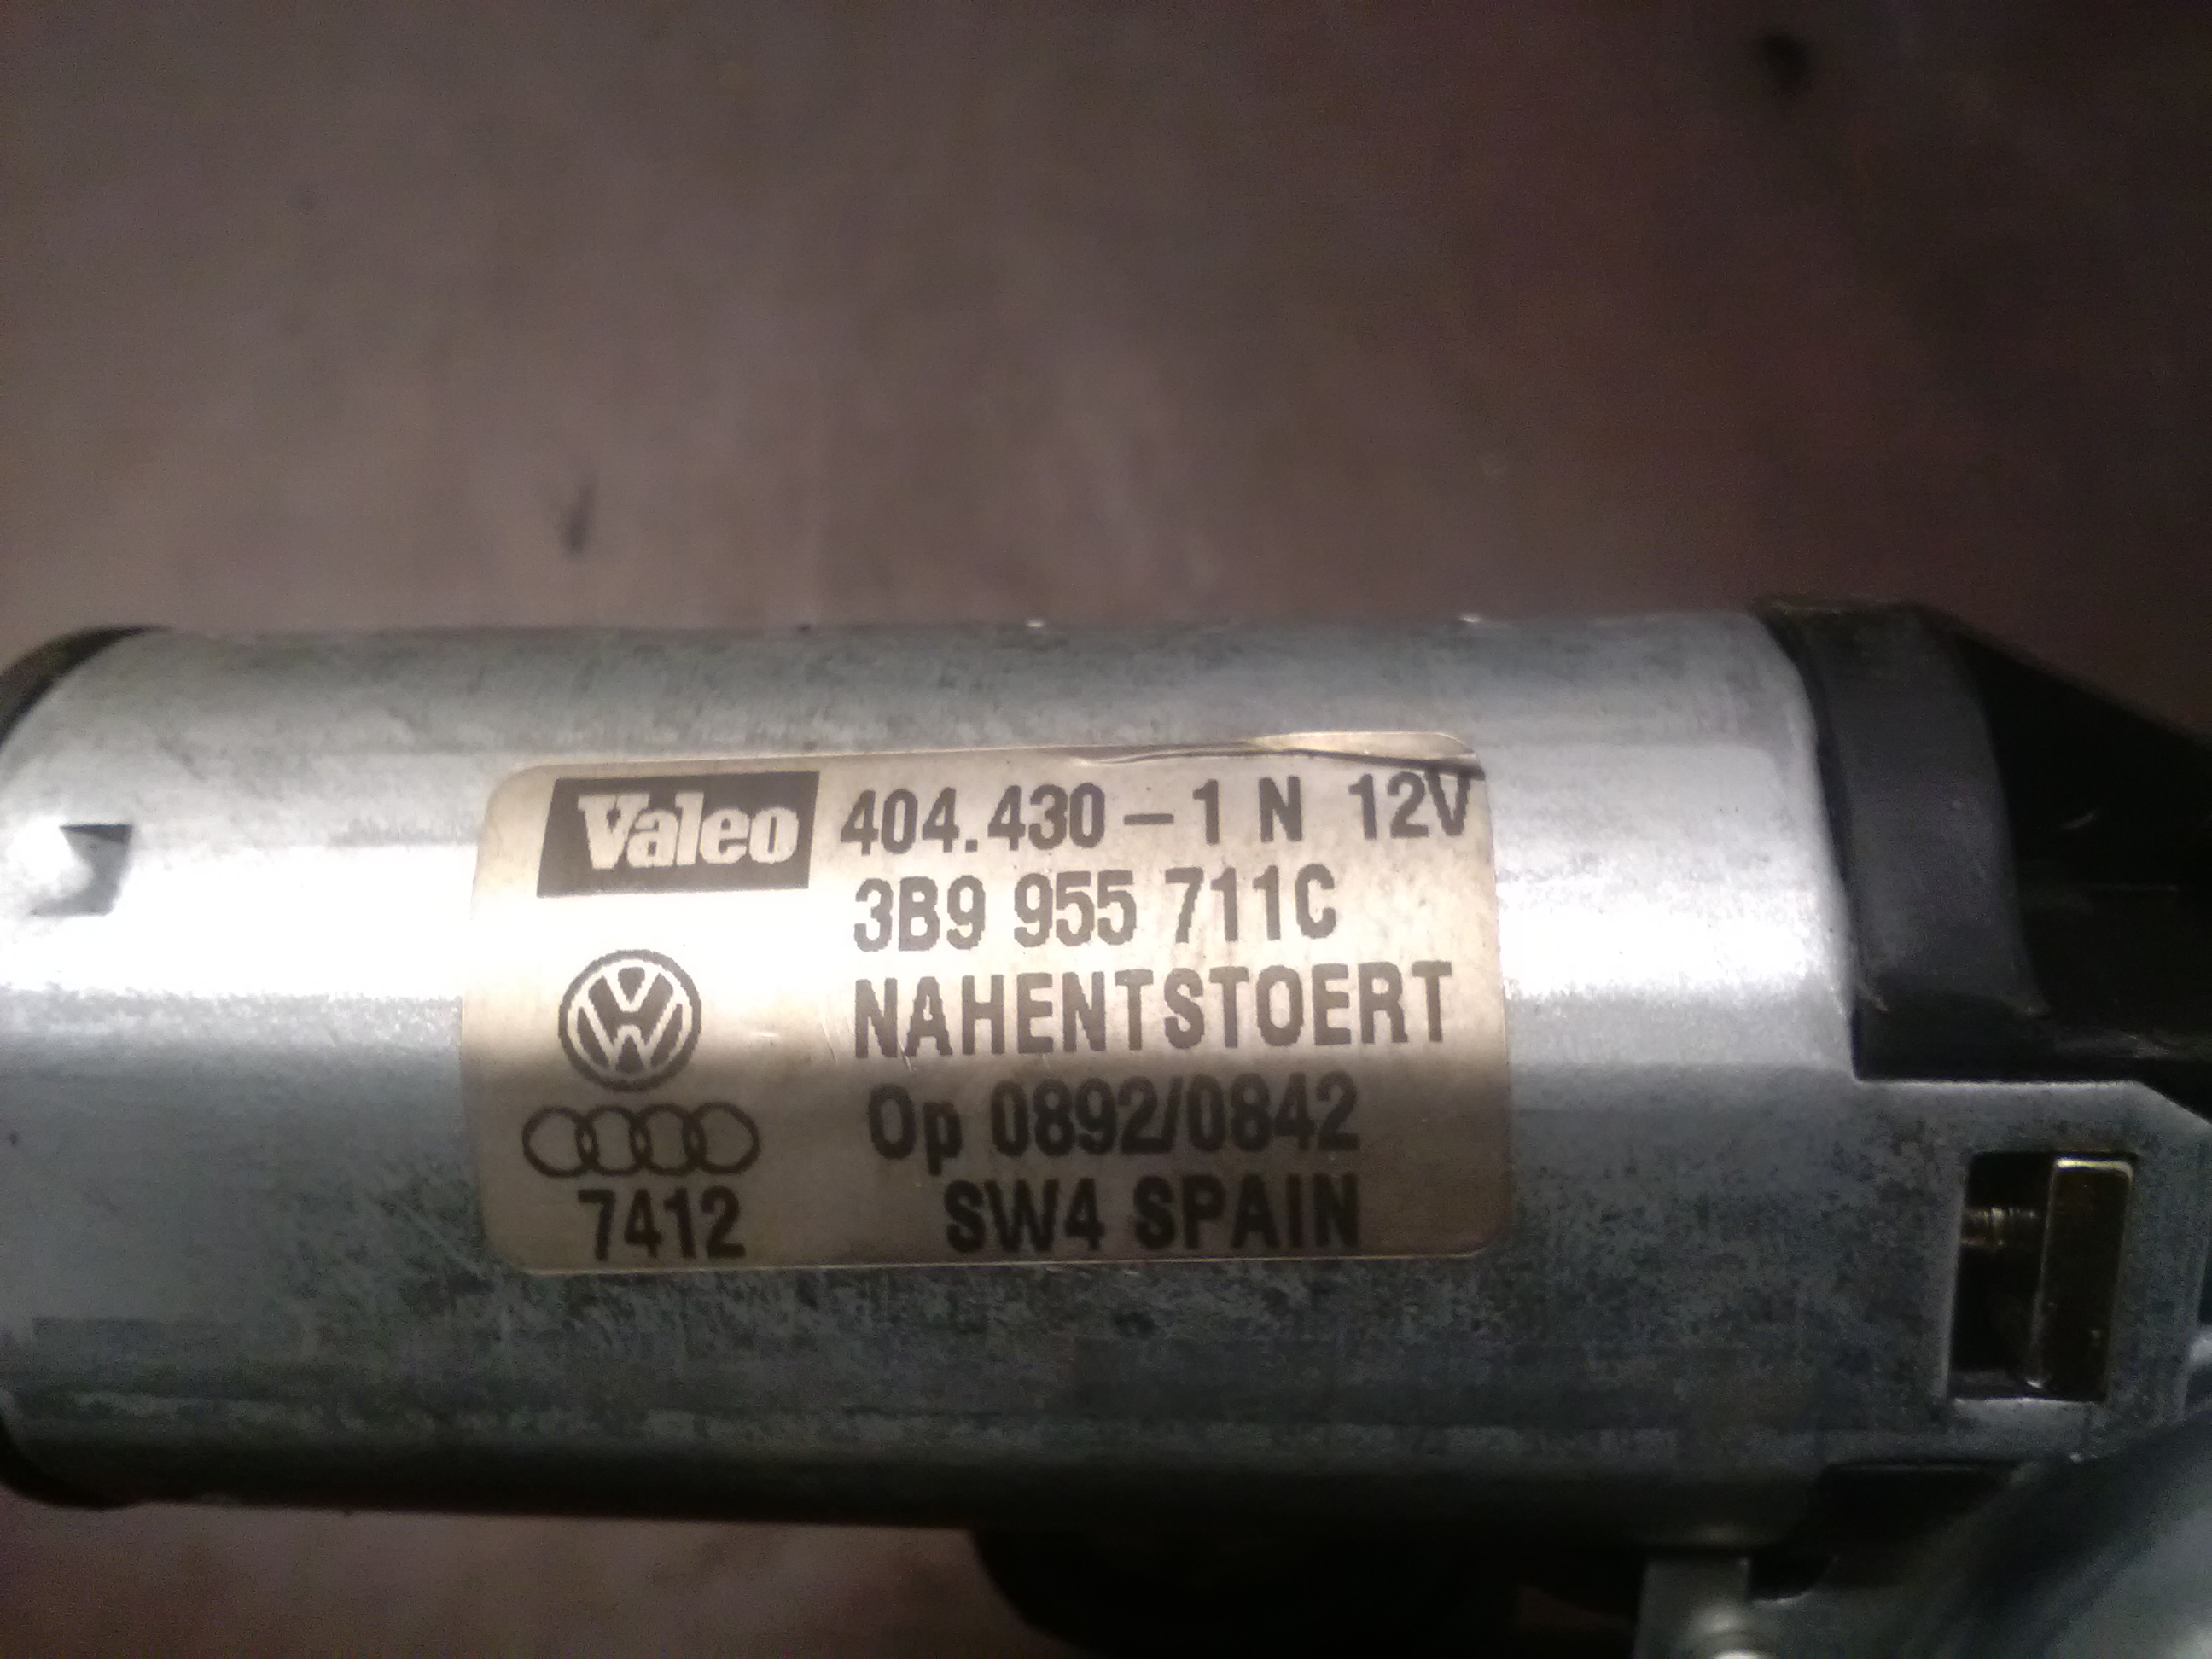 Valeo 404.430-1 N 12V
3B9 955 711C
NAHENTSTOERT
Op 0892/0842
7412 SW4 SPAIN